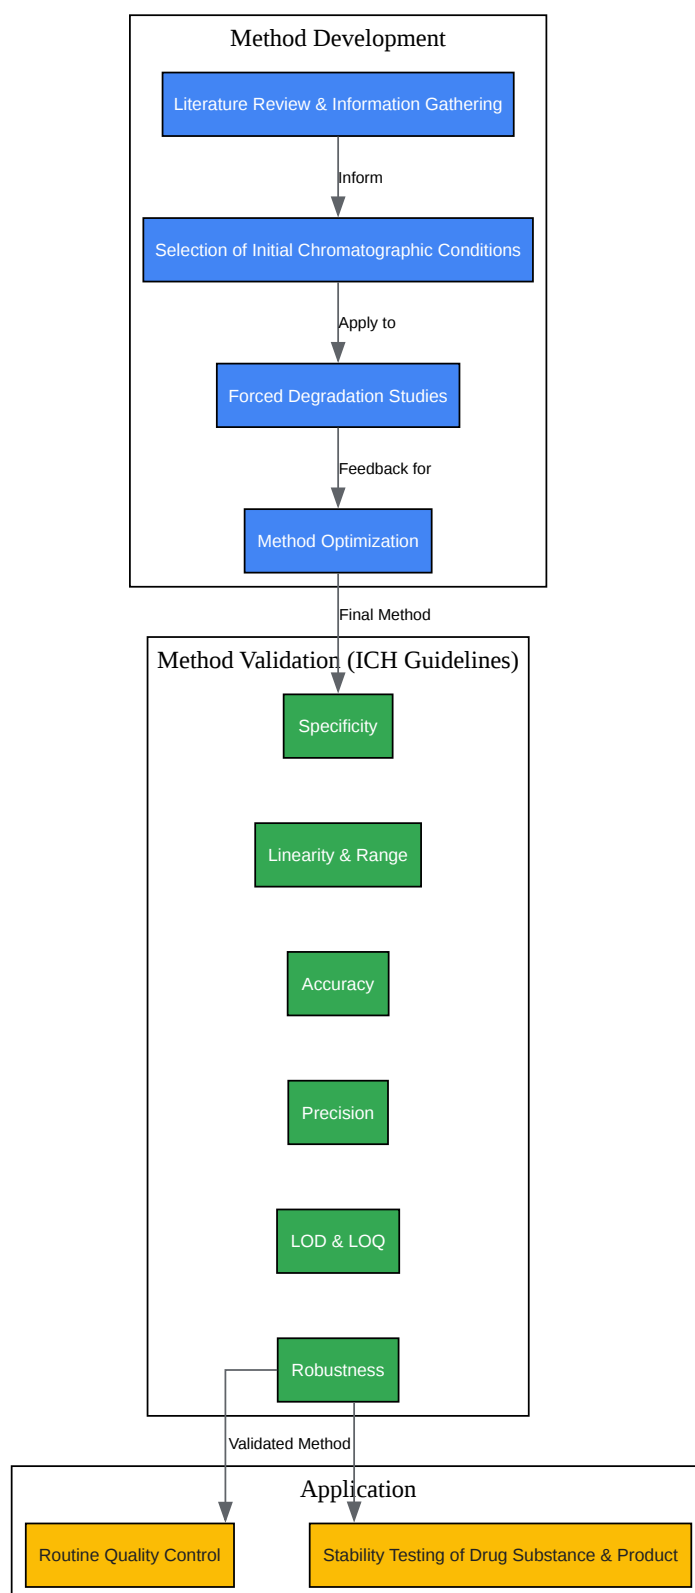 Method Development
Literature Review & Information Gathering
Inform
Selection of Initial Chromatographic Conditions
Apply to
Forced Degradation Studies
Feedback for
Method Optimization
Final Method
Method Validation (ICH Guidelines)
Specificity
Linearity & Range
Accuracy
Precision
LOD & LOQ
Robustness
Validated Method
Application
Routine Quality Control
Stability Testing of Drug Substance & Product